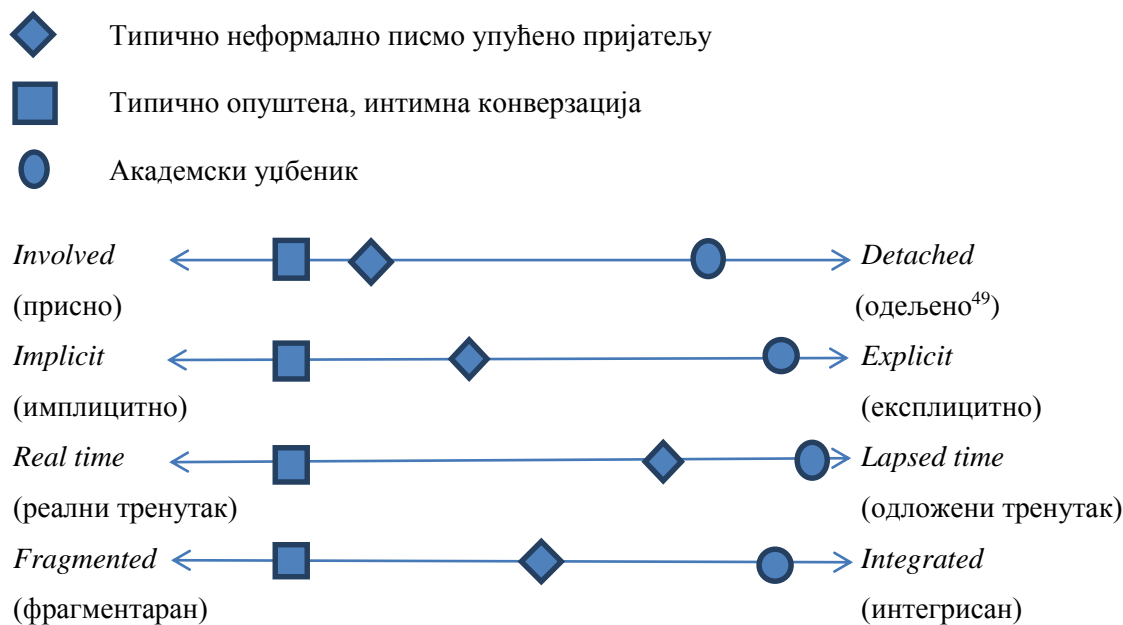 Типично неформално писмо упућено пријатељу
Типично опуштена, интимна конверзација
Академски уџбеник
Involved Detached
(присно) (одељено49)
Implicit Explicit
(имплицитно) (експлицитно)
Real time Lapsed time
(реални тренутак) (одложени тренутак)
Fragmented Integrated
(фрагментаран) (интегрисан)